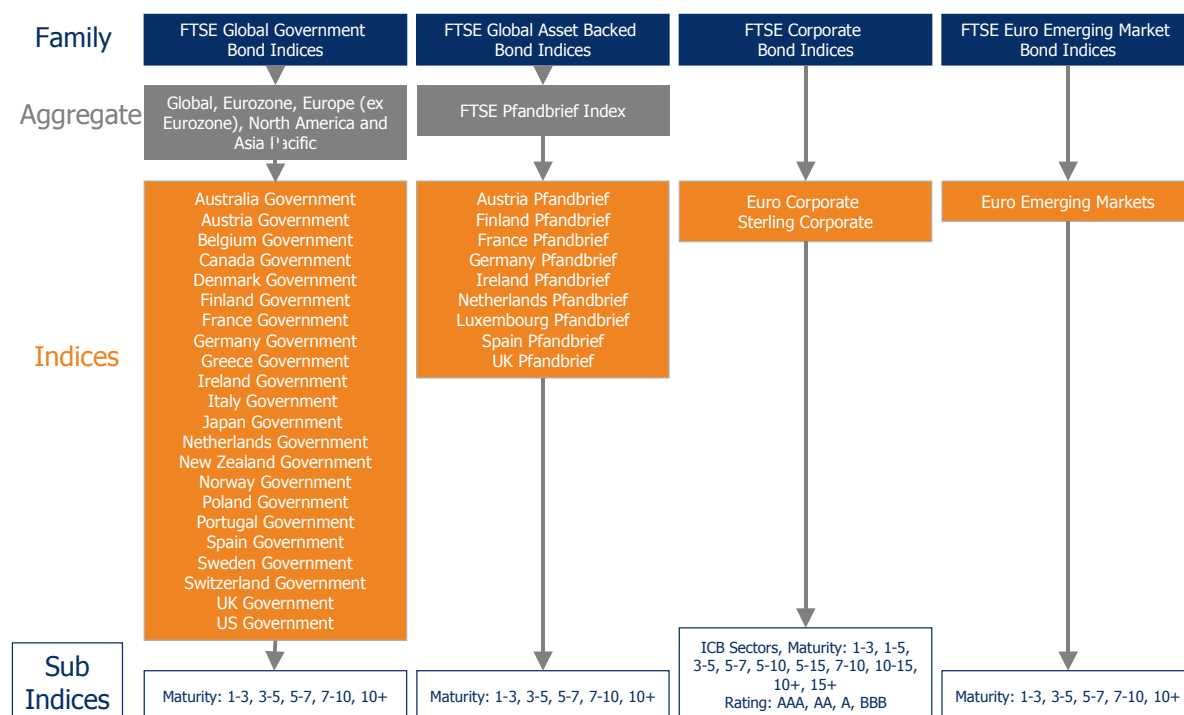 Family
FTSE Global Government
Bond Indices
FTSE Global Asset Backed
Bond Indices
FTSE Corporate
Bond Indices
FTSE Euro Emerging Market
Bond Indices
Aggregate
Global, Eurozone, Europe (ex
Eurozone), North America and
Asia Pacific
FTSE Pfandbrief Index
Indices
Australia Government
Austria Government
Belgium Government
Canada Government
Denmark Government
Finland Government
France Government
Germany Government
Greece Government
Ireland Government
Italy Government
Japan Government
Netherlands Government
New Zealand Government
Norway Government
Poland Government
Portugal Government
Spain Government
Sweden Government
Switzerland Government
UK Government
US Government
Austria Pfandbrief
Finland Pfandbrief
France Pfandbrief
Germany Pfandbrief
Ireland Pfandbrief
Netherlands Pfandbrief
Luxembourg Pfandbrief
Spain Pfandbrief
UK Pfandbrief
Euro Corporate
Sterling Corporate
Euro Emerging Markets
Sub
Indices
Maturity: 1-3, 3-5, 5-7, 7-10, 10+
Maturity: 1-3, 3-5, 5-7, 7-10, 10+
ICB Sectors, Maturity: 1-3, 1-5,
3-5, 5-7, 5-10, 5-15, 7-10, 10-15,
10+, 15+
Rating: AAA, AA, A, BBB
Maturity: 1-3, 3-5, 5-7, 7-10, 10+